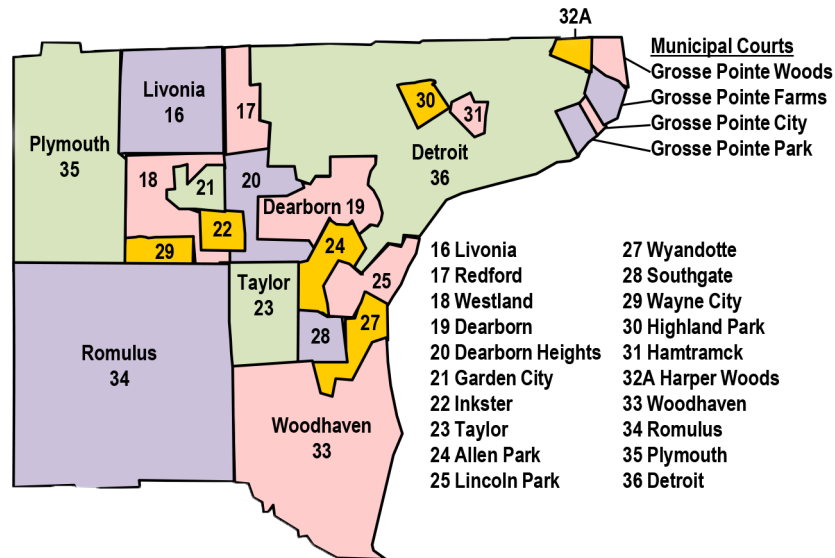 32A
Municipal Courts
Grosse Pointe Woods
Grosse Pointe Farms
Grosse Pointe City
Grosse Pointe Park
Livonia
16
17
30
31
Plymouth
35
Detroit
36
18
21
20
Dearborn 19
22
29
24
25
Taylor
23
27
28
Romulus
34
Woodhaven
33
16 Livonia
17 Redford
18 Westland
19 Dearborn
20 Dearborn Heights
21 Garden City
22 Inkster
23 Taylor
24 Allen Park
25 Lincoln Park
27 Wyandotte
28 Southgate
29 Wayne City
30 Highland Park
31 Hamtramck
32A Harper Woods
33 Woodhaven
34 Romulus
35 Plymouth
36 Detroit